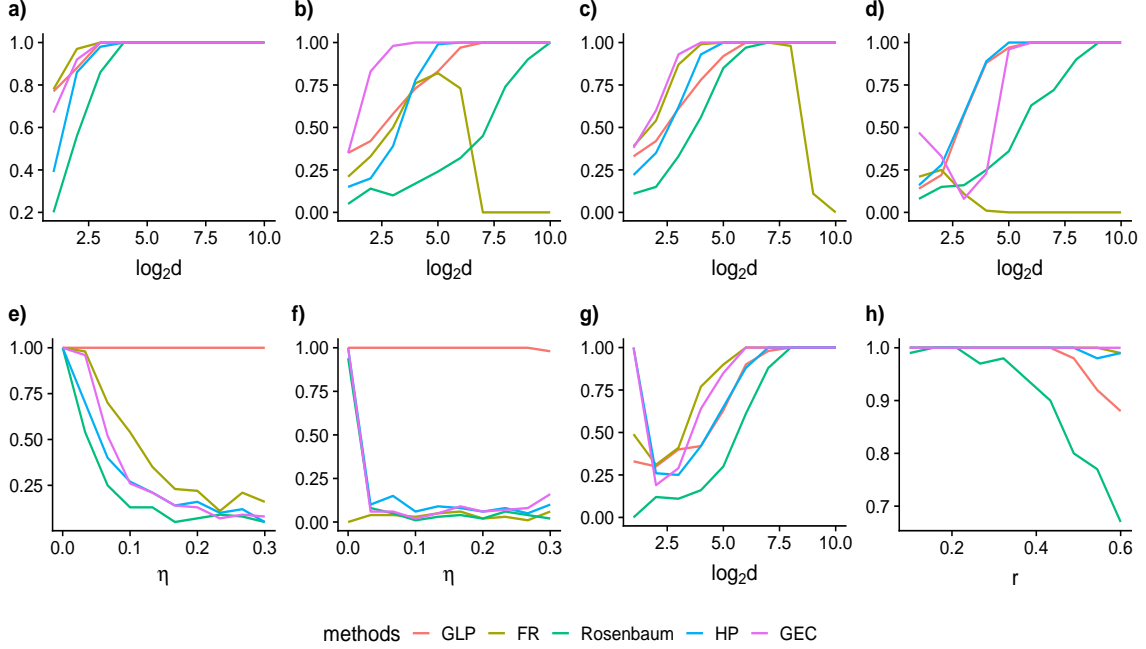 a) b) c) d)
1.0 1.00 1.00 1.00
0.8 0.75 0.75 0.75
0.6 0.50 0.50 0.50
0.4 0.25 0.25 0.25
0.2 0.00 0.00 0.00
2.5 5.0 7.5 10.0 2.5 5.0 7.5 10.0 2.5 5.0 7.5 10.0 2.5 5.0 7.5 10.0
log₂d log₂d log₂d log₂d
e) f) g) h)
1.00 1.00 1.00 1.0
0.75 0.75 0.75 0.9
0.50 0.50 0.50 0.8
0.25 0.25 0.25 0.7
0.00 0.00
0.0 0.1 0.2 0.3 0.0 0.1 0.2 0.3 2.5 5.0 7.5 10.0 0.2 0.4 0.6
η η log₂d r
methods GLP FR Rosenbaum HP GEC